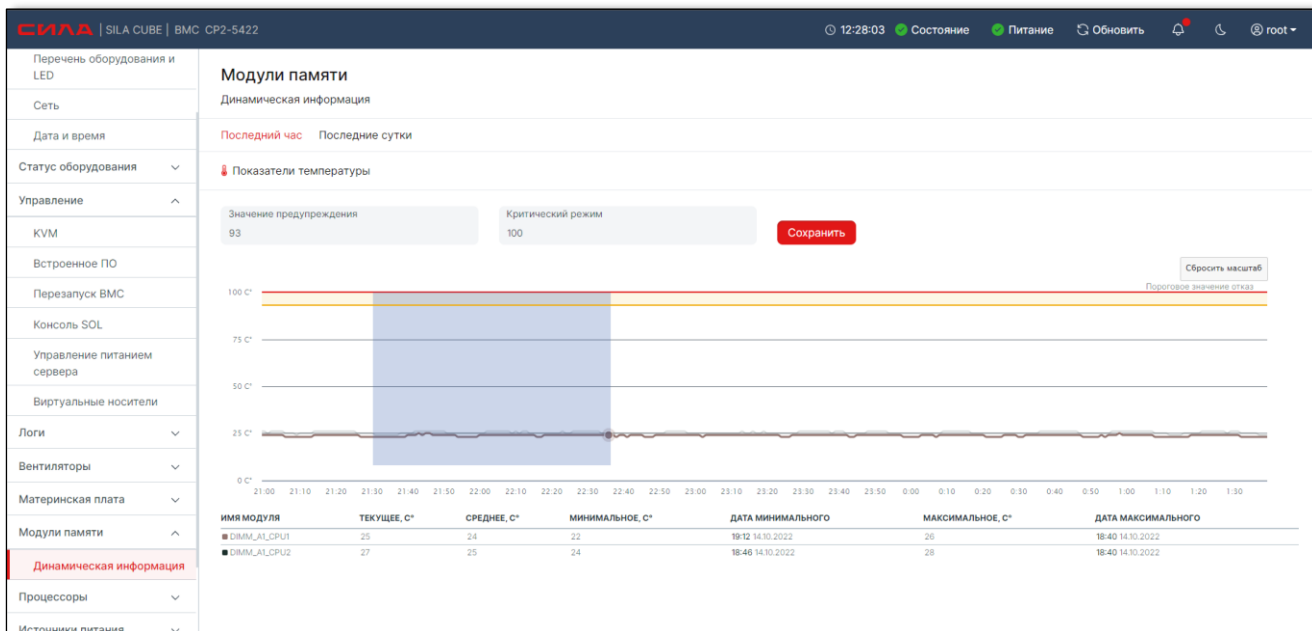 СИЛА | SILA CUBE | BMC CP2-5422
12:28:03 Состояние Питание Обновить root
Перечень оборудования и
LED
Сеть
Дата и время
Статус оборудования
Управление
KVM
Встроенное ПО
Перезапуск BMC
Консоль SOL
Управление питанием
сервера
Виртуальные носители
Логи
Вентиляторы
Материнская плата
Модули памяти
Динамическая информация
Процессоры
Источники питания
Модули памяти
Динамическая информация
Последний час Последние сутки
Показатели температуры
Значение предупреждения
93
Критический режим
100
Сохранить
Сбросить масштаб
Пороговое значение отказ
100 C°
75 C°
50 C°
25 C°
0 C°
21:00 21:10 21:20 21:30 21:40 21:50 22:00 22:10 22:20 22:30 22:40 22:50 23:00 23:10 23:20 23:30 23:40 23:50 0:00 0:10 0:20 0:30 0:40 0:50 1:00 1:10 1:20 1:30
ИМЯ МОДУЛЯ ТЕКУЩЕЕ, C° СРЕДНЕЕ, C° МИНИМАЛЬНОЕ, C° ДАТА МИНИМАЛЬНОГО МАКСИМАЛЬНОЕ, C° ДАТА МАКСИМАЛЬНОГО
DIMM_A1_CPU1 25 24 22 19:12 14.10.2022 26 18:40 14.10.2022
DIMM_A1_CPU2 27 25 24 18:46 14.10.2022 28 18:40 14.10.2022